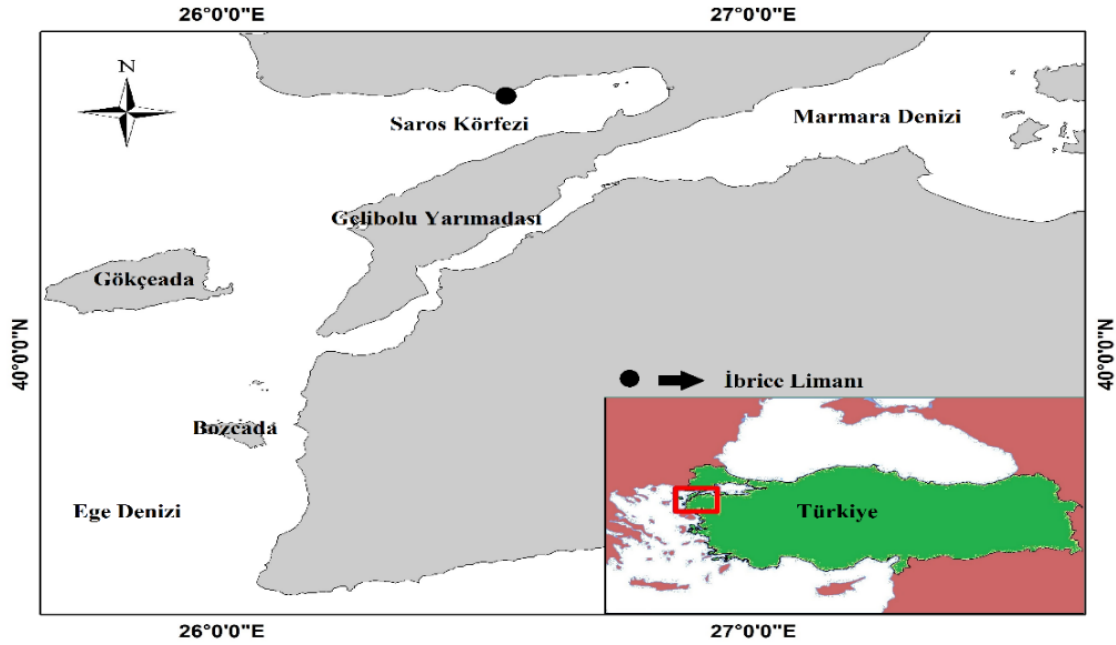 26°0'0"E 27°0'0"E
N
Saros Körfezi
Marmara Denizi
Gelibolu Yarımadası
Gökçeada
40°0'0"N
40°0'0"N
İbrice Limanı
Bozcada
Ege Denizi
Türkiye
26°0'0"E 27°0'0"E